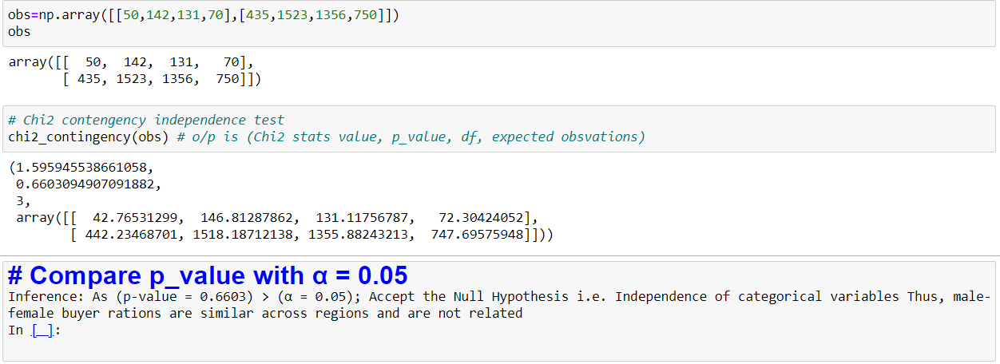 obs=np.array([[50,142,131,70],[435,1523,1356,750]])
obs
array([[  50,  142,  131,   70],
       [ 435, 1523, 1356,  750]])
# Chi2 contengency independence test
chi2_contingency(obs) # o/p is (Chi2 stats value, p_value, df, expected obsvations)
(1.595945538661058,
 0.6603094907091882,
 3,
 array([[  42.76531299,  146.81287862,  131.11756787,   72.30424052],
        [ 442.23468701, 1518.18712138, 1355.88243213,  747.69575948]]))
# Compare p_value with α = 0.05
Inference: As (p-value = 0.6603) > (α = 0.05); Accept the Null Hypothesis i.e. Independence of categorical variables Thus, male-
female buyer rations are similar across regions and are not related
In [__]: